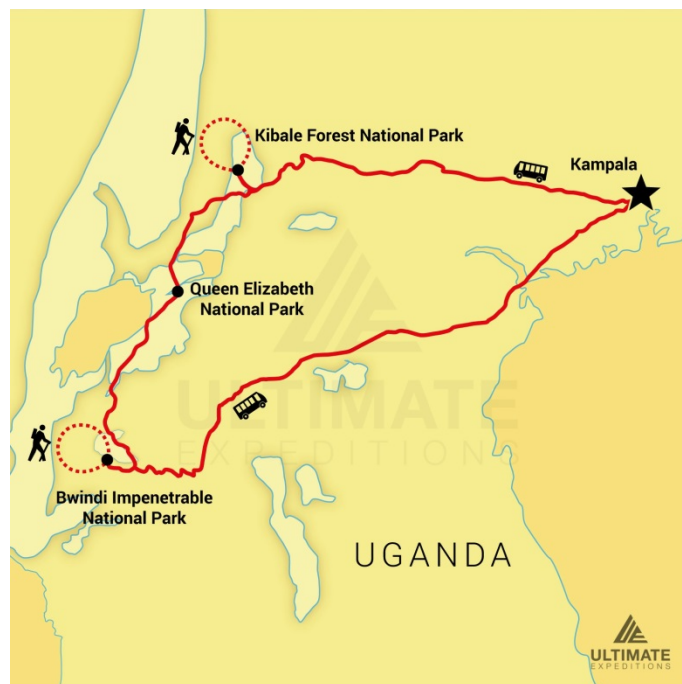 Kibale Forest National Park
Kampala
Queen Elizabeth
National Park
ULTIMATE
EXPEDITIONS
Bwindi Impenetrable
National Park
UGANDA
ULTIMATE
EXPEDITIONS